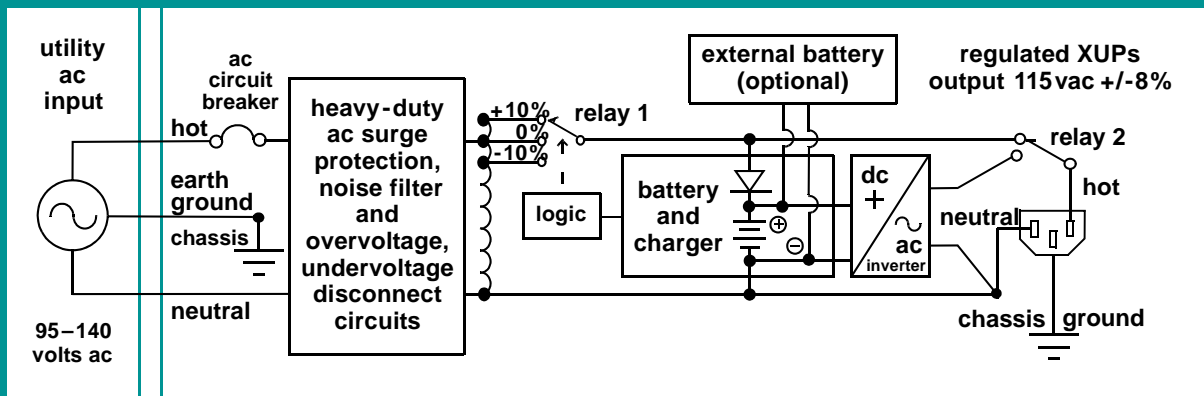 utility
ac
input
ac
circuit
breaker
hot
earth
ground
chassis
neutral
95–140
volts ac
heavy-duty
ac surge
protection,
noise filter
and
overvoltage,
undervoltage
disconnect
circuits
+10%
0%
-10%
relay 1
logic
external battery
(optional)
battery
and
charger
+
−
dc
+
ac
inverter
regulated XUPs
output 115vac +/-8%
relay 2
hot
neutral
chassis ground